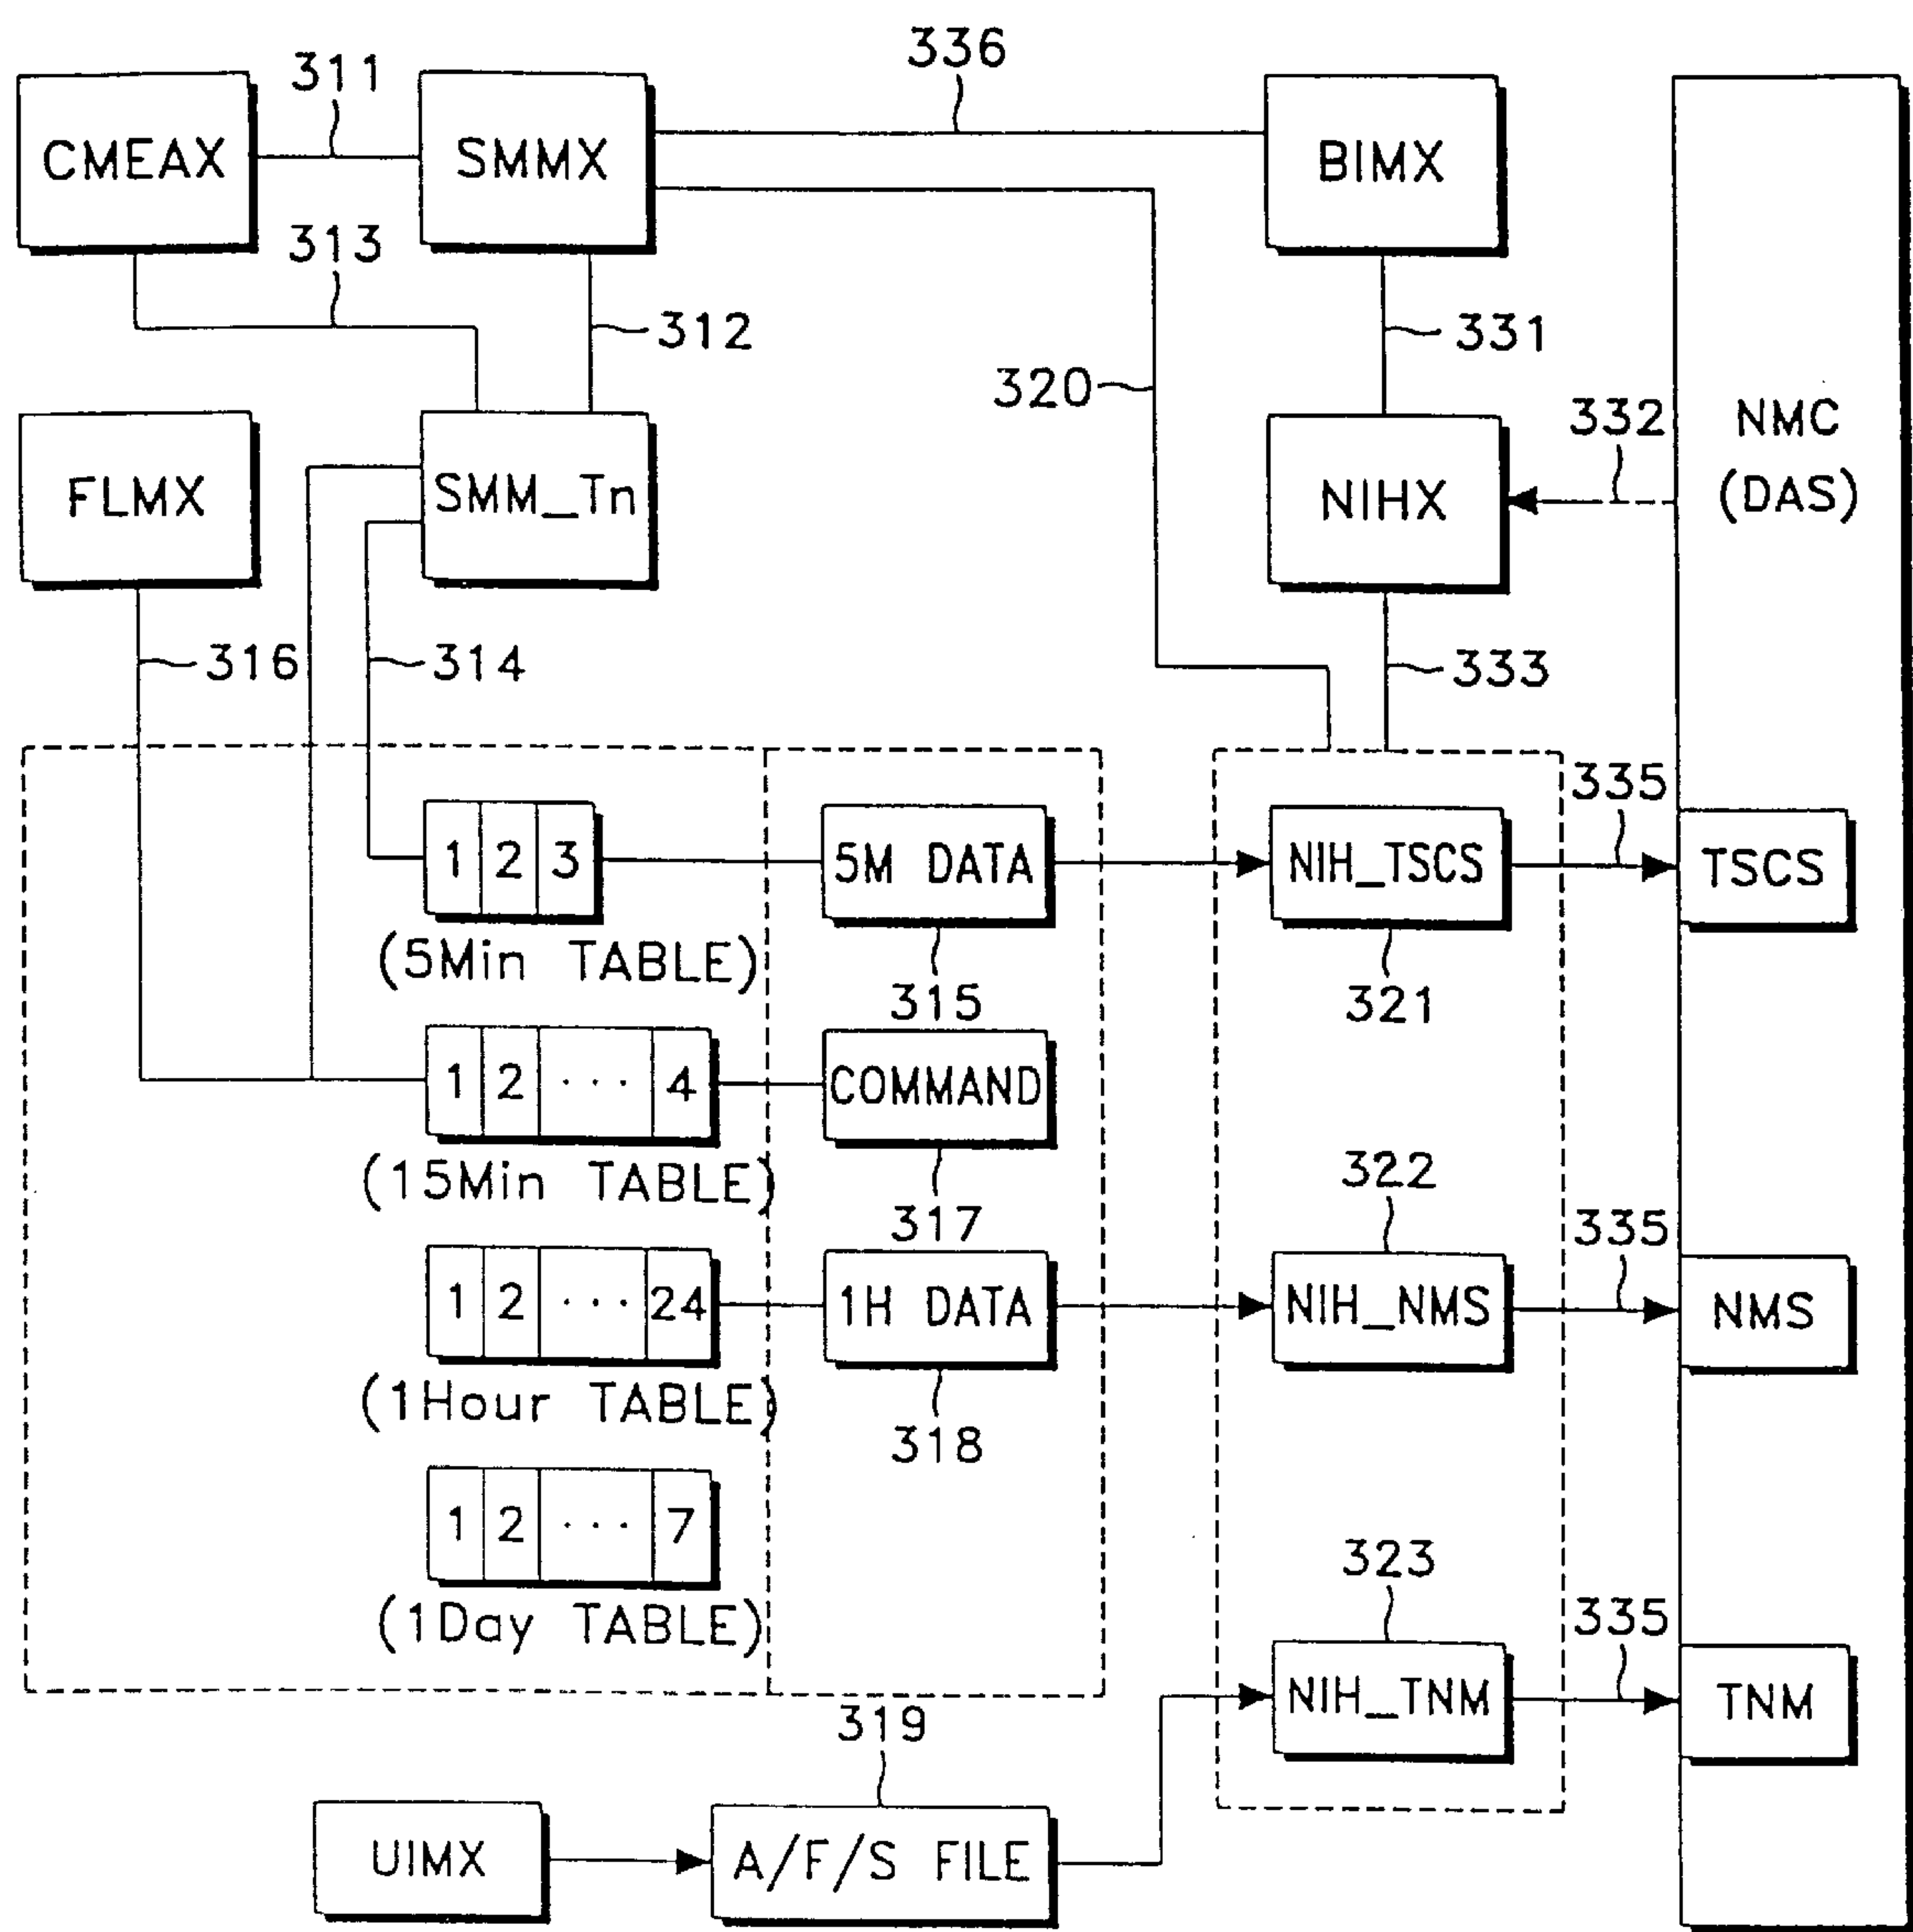 336
311
CMEAX
SMMX
BIMX
313
312
331
320
332
NMC
(DAS)
FLMX
SMM_Tn
NIHX
316
314
333
335
1 2 3
5M DATA
NIH_TSCS
TSCS
(5Min TABLE)
315
321
1 2 ... 4
COMMAND
(15Min TABLE)
317
322
335
1 2 ... 24
1H DATA
NIH_NMS
NMS
(1Hour TABLE)
318
1 2 ... 7
(1Day TABLE)
323
335
NIH_TNM
TNM
319
UIMX
A/F/S FILE